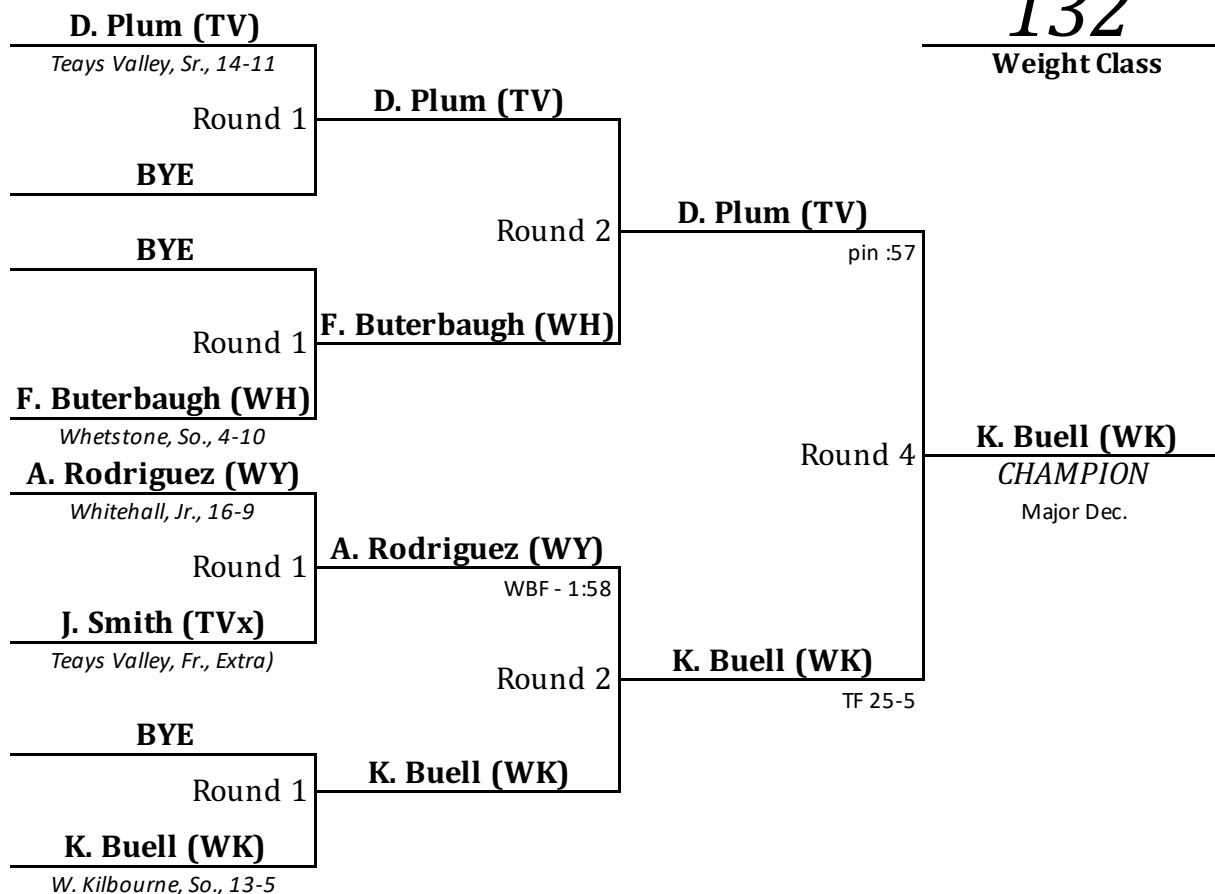 D. Plum (TV)
Teays Valley, Sr., 14-11
132
Weight Class
Round 1
D. Plum (TV)
BYE
Round 2
D. Plum (TV)
pin :57
BYE
Round 1
F. Buterbaugh (WH)
F. Buterbaugh (WH)
Whetstone, So., 4-10
Round 4
K. Buell (WK)
CHAMPION
Major Dec.
A. Rodriguez (WY)
Whitehall, Jr., 16-9
Round 1
A. Rodriguez (WY)
WBF - 1:58
J. Smith (TVx)
Teays Valley, Fr., Extra)
Round 2
K. Buell (WK)
TF 25-5
BYE
Round 1
K. Buell (WK)
K. Buell (WK)
W. Kilbourne, So., 13-5